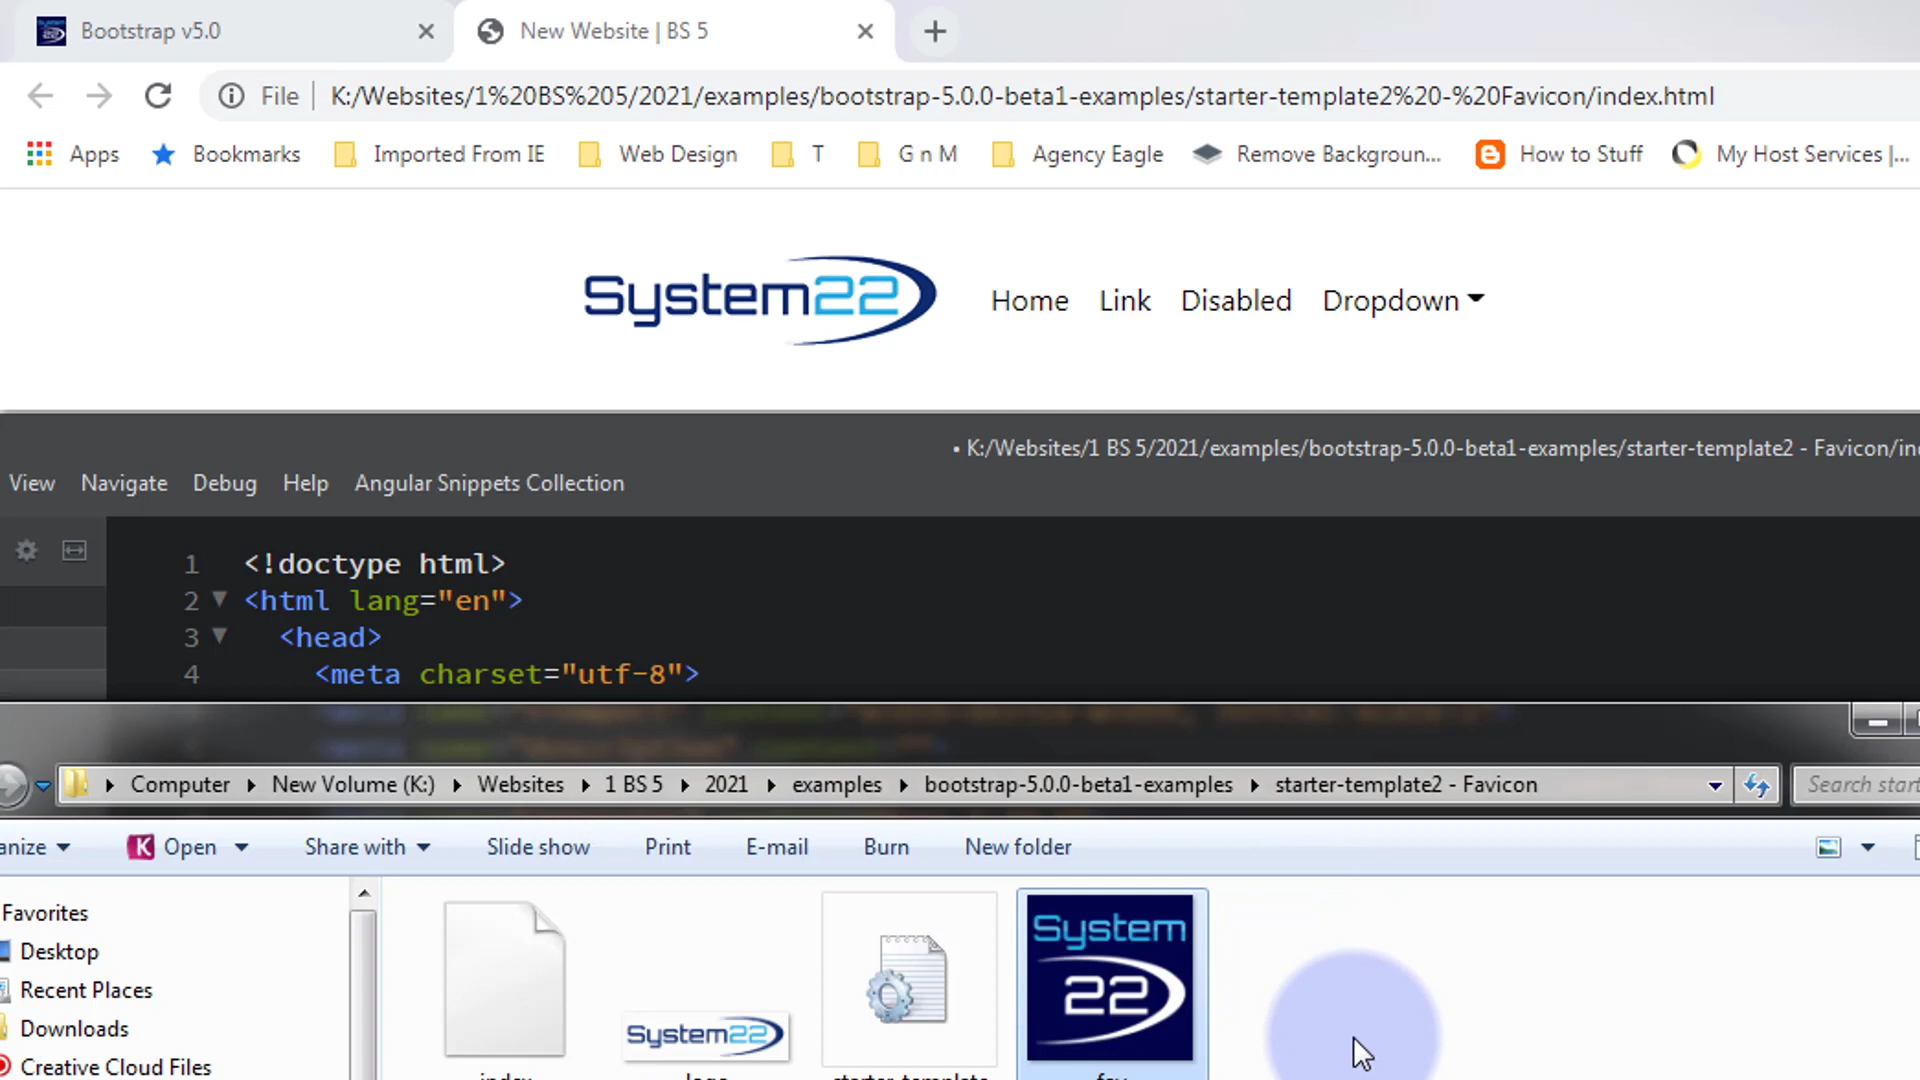 Bootstrap v5.0
New Website | BS 5
File
K:/Websites/1%20BS%205/2021/examples/bootstrap-5.0.0-beta1-examples/starter-template2%20-%20Favicon/index.html
Apps Bookmarks Imported From IE Web Design T G n M Agency Eagle Remove Backgroun... How to Stuff My Host Services |...
System22 Home Link Disabled Dropdown
• K:/Websites/1 BS 5/2021/examples/bootstrap-5.0.0-beta1-examples/starter-template2 - Favicon/in
View Navigate Debug Help Angular Snippets Collection
1 <!doctype html>
2 <html lang="en">
3 <head>
4 <meta charset="utf-8">
Computer New Volume (K:) Websites 1 BS 5 2021 examples bootstrap-5.0.0-beta1-examples starter-template2 - Favicon
Search start
anize Open Share with Slide show Print E-mail Burn New folder
Favorites
Desktop
Recent Places
Downloads
Creative Cloud Files
System22
System
22